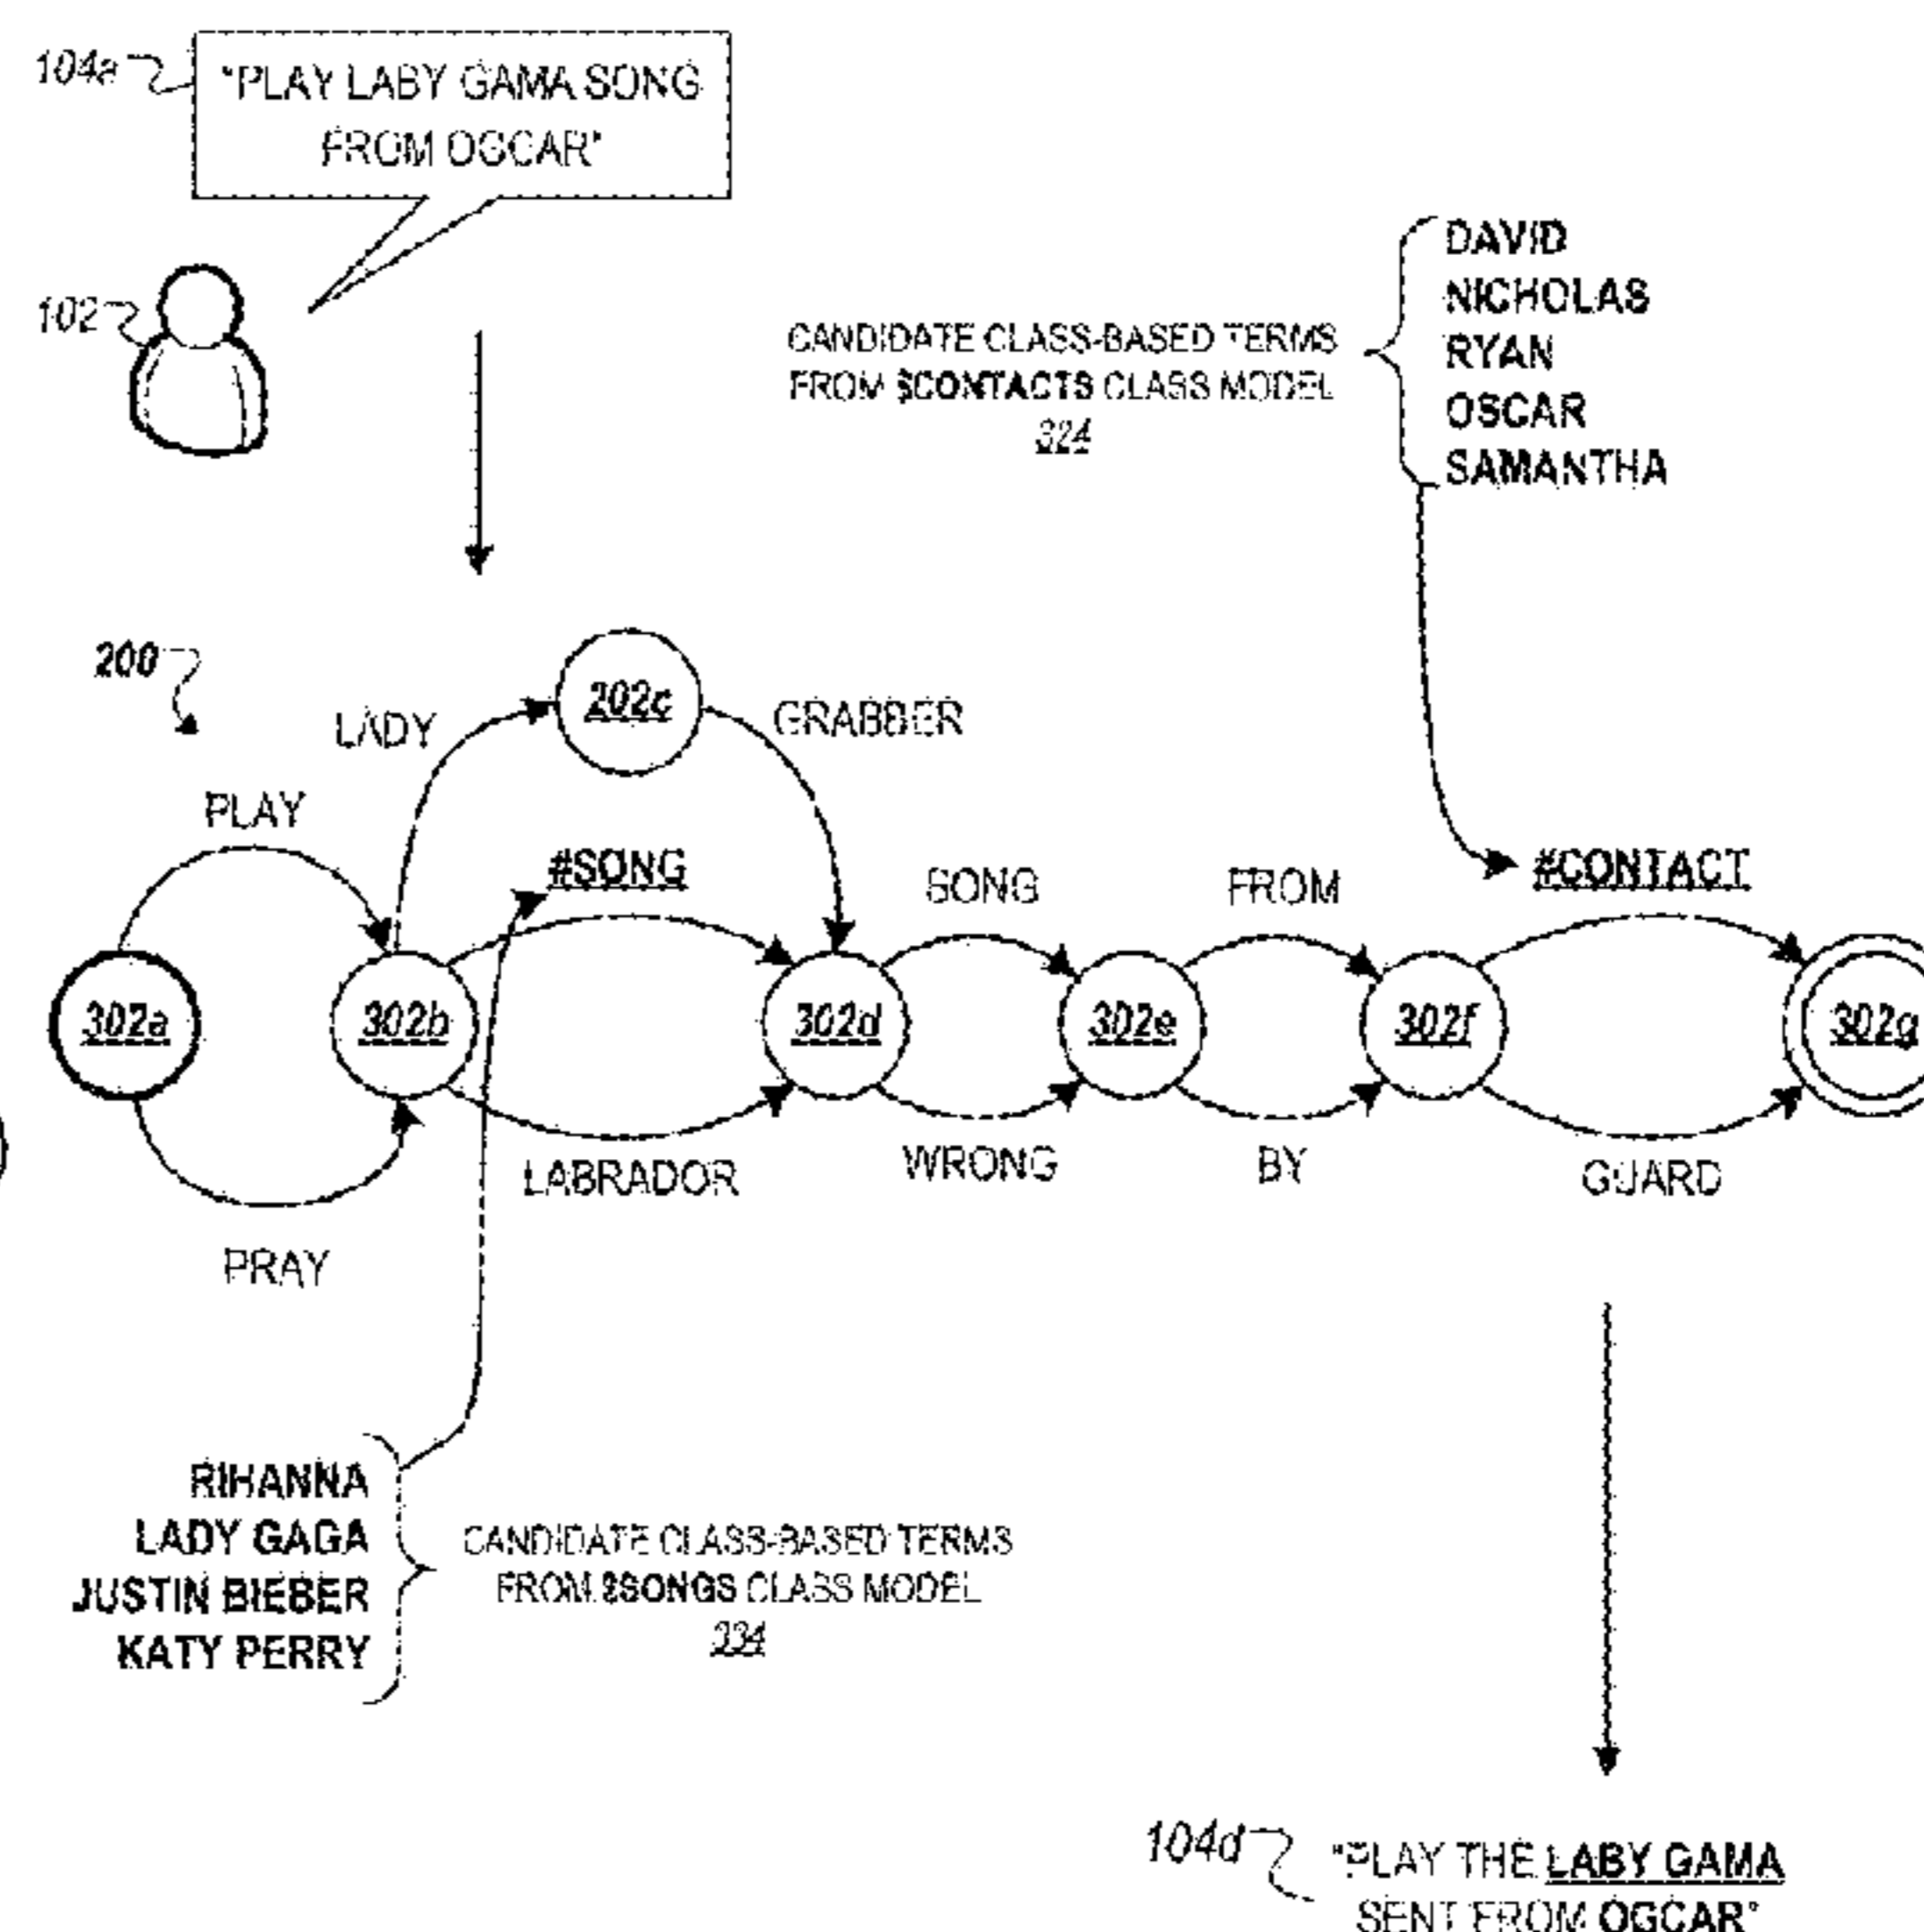 104a
"PLAY LABY GAMA SONG
FROM OGCAR"
102
CANDIDATE CLASS-BASED TERMS
FROM $CONTACTS CLASS MODEL
324
DAVID
NICHOLAS
RYAN
OSCAR
SAMANTHA
200
202c
LADY
GRABBER
PLAY
#SONG
SONG
FROM
#CONTACT
302a
302b
302d
302e
302f
302g
LABRADOR
WRONG
BY
GUARD
PRAY
RIHANNA
LADY GAGA
JUSTIN BIEBER
KATY PERRY
CANDIDATE CLASS-BASED TERMS
FROM $SONGS CLASS MODEL
334
104d
"PLAY THE LABY GAMA
SENT FROM OGCAR"